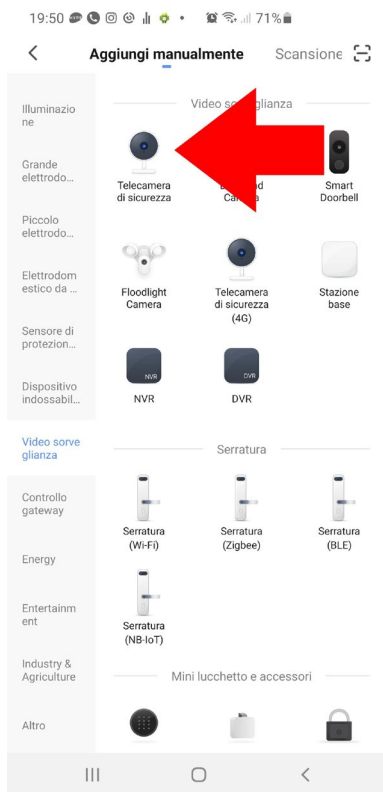 19:50
71%
Aggiungi manualmente
Scansione
Illuminazio
ne
Grande
elettrodo...
Piccolo
elettrodo...
Elettrodom
estico da ...
Sensore di
protezion...
Dispositivo
indossabil...
Video sorve
glianza
Controllo
gateway
Energy
Entertainm
ent
Industry &
Agriculture
Altro
Video
glianza
Telecamera
di sicurezza
Smart
Doorbell
Floodlight
Camera
Telecamera
di sicurezza
(4G)
Stazione
base
NVR
NVR
DVR
DVR
Serratura
Serratura
(Wi-Fi)
Serratura
(Zigbee)
Serratura
(BLE)
Serratura
(NB-IoT)
Mini lucchetto e accessori